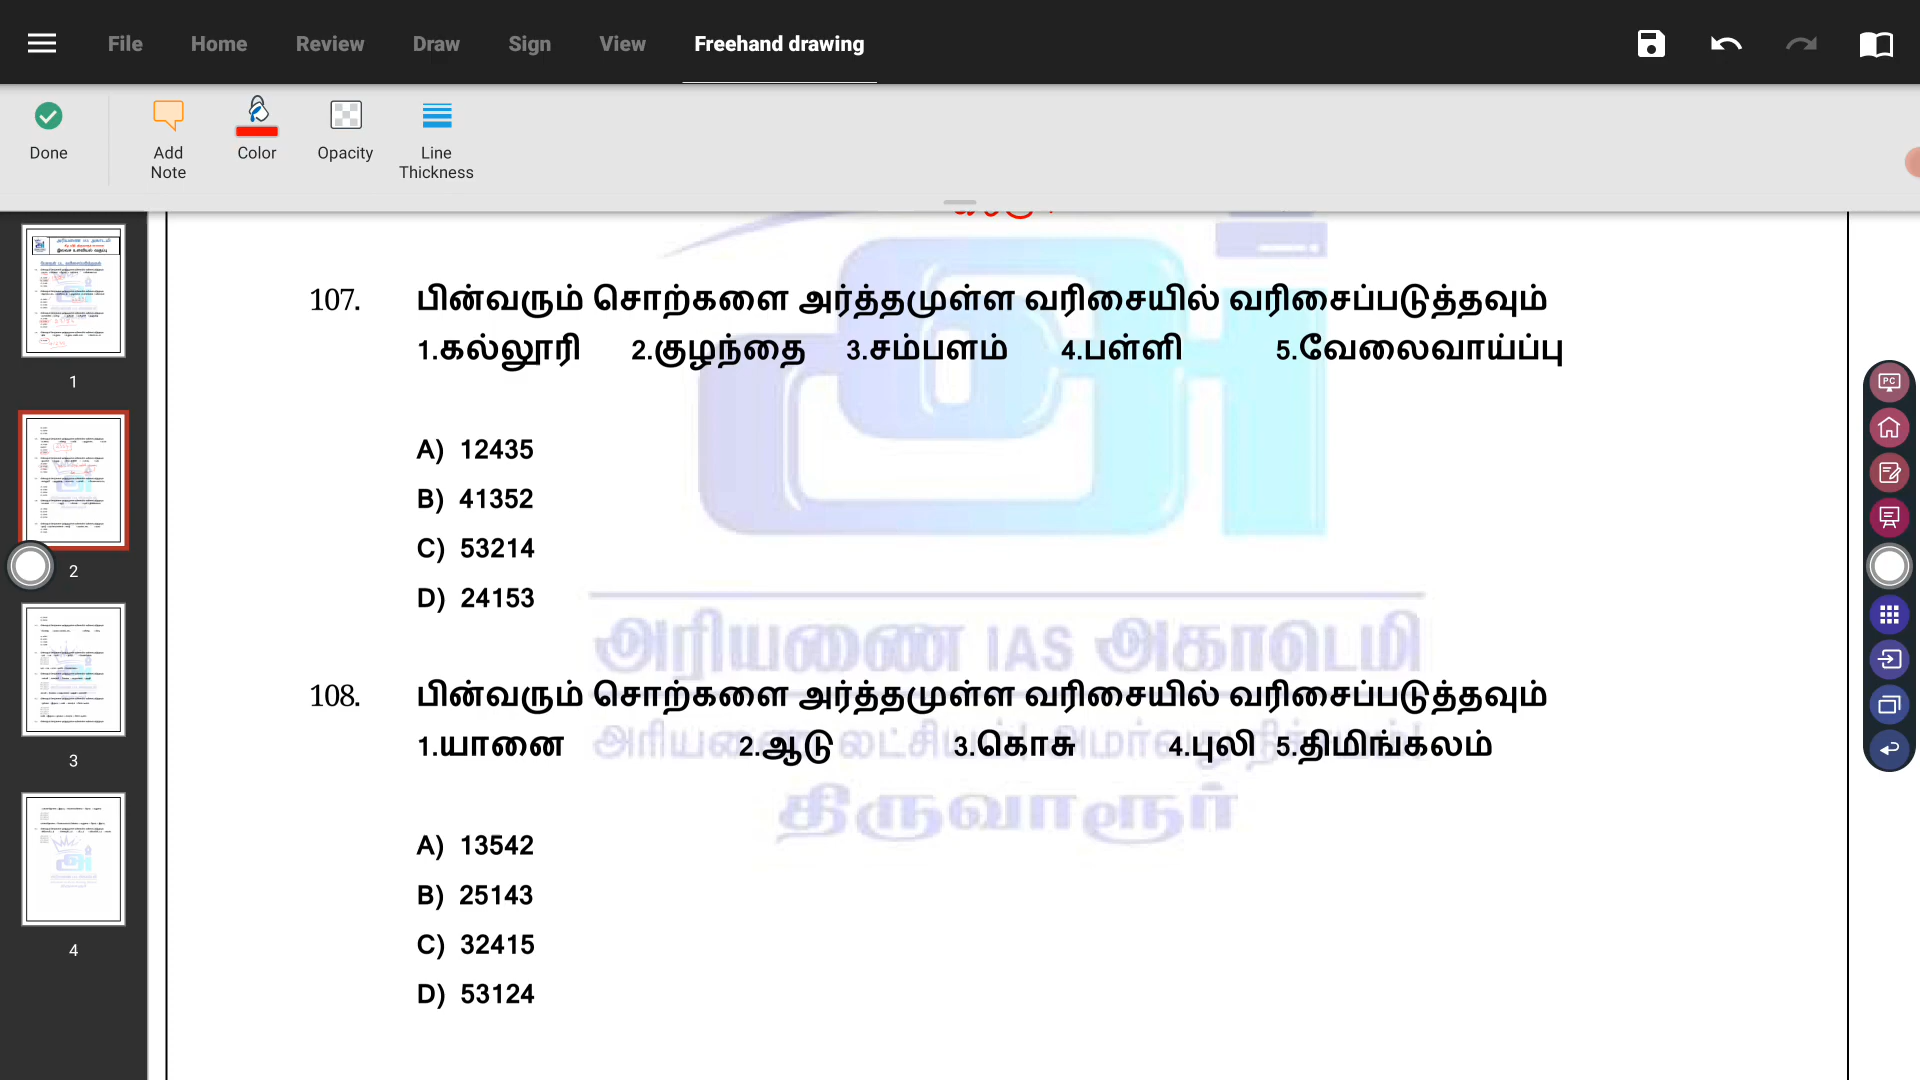 File Home Review Draw Sign View Freehand drawing
Done Add Note Color Opacity Line Thickness
107. பின்வரும் சொற்களை அர்த்தமுள்ள வரிசையில் வரிசைப்படுத்தவும்
1.கல்லூரி 2.குழந்தை 3.சம்பளம் 4.பள்ளி 5.வேலைவாய்ப்பு
A) 12435
B) 41352
C) 53214
D) 24153
அரியணை IAS அகாடெமி
108. பின்வரும் சொற்களை அர்த்தமுள்ள வரிசையில் வரிசைப்படுத்தவும்
1.யானை 2.ஆடு 3.கொசு 4.புலி 5.திமிங்கலம்
திருவாரூர்
A) 13542
B) 25143
C) 32415
D) 53124
1
2
3
4
PC